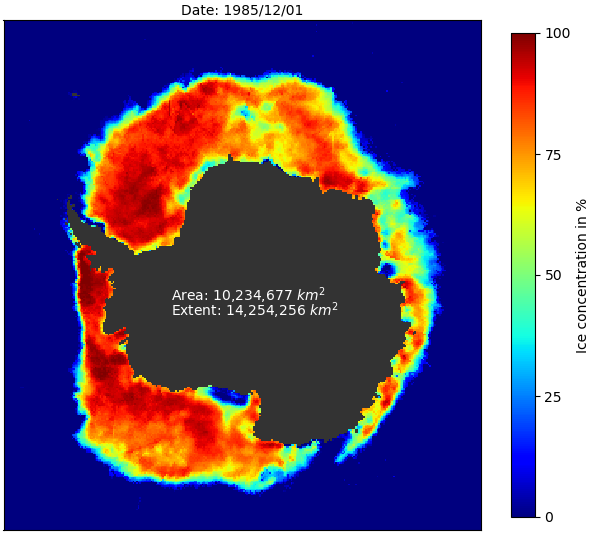 Date: 1985/12/01
Area: 10,234,677 km²
Extent: 14,254,256 km²
100
75
50
25
0
Ice concentration in %